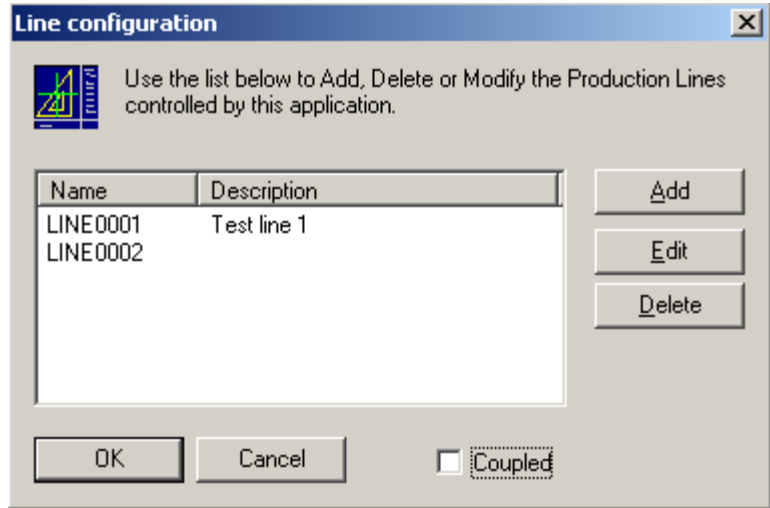 Line configuration
Use the list below to Add, Delete or Modify the Production Lines
controlled by this application.
Name Description
LINE0001 Test line 1
LINE0002
Add
Edit
Delete
OK Cancel Coupled